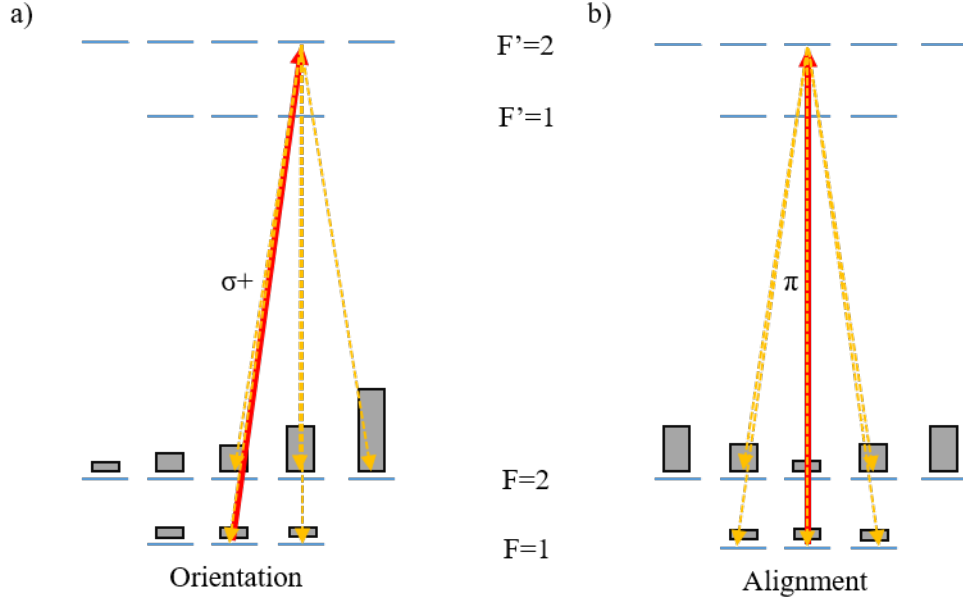 a)
b)
F'=2
F'=1
σ+
π
F=2
F=1
Orientation
Alignment